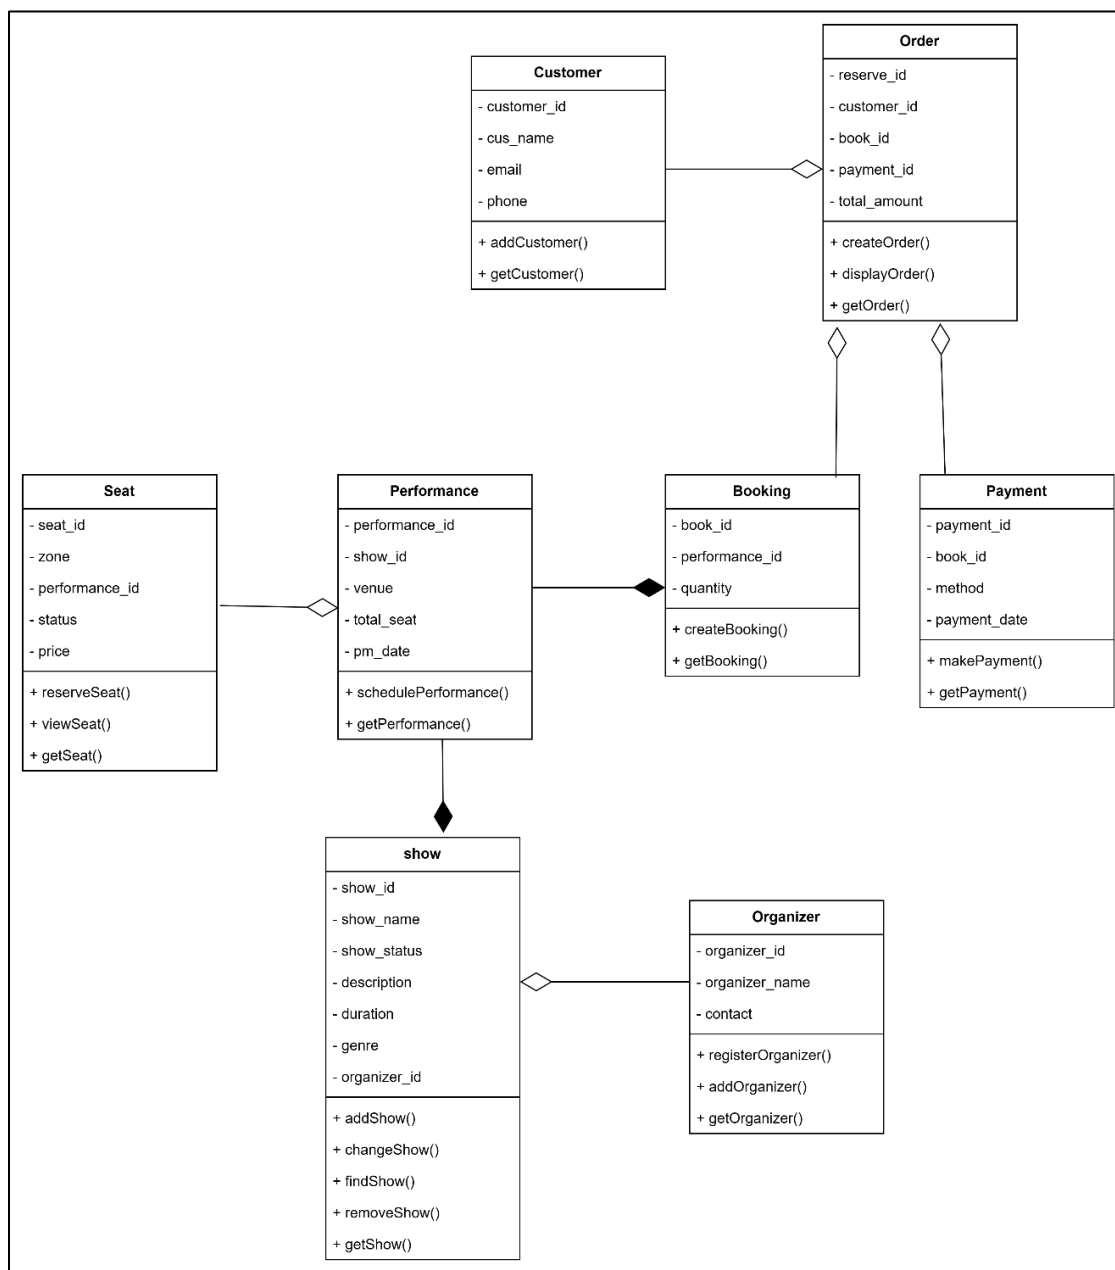 Order
- reserve_id
- customer_id
- book_id
- payment_id
- total_amount
+ createOrder()
+ displayOrder()
+ getOrder()
Customer
- customer_id
- cus_name
- email
- phone
+ addCustomer()
+ getCustomer()
Seat
- seat_id
- zone
- performance_id
- status
- price
+ reserveSeat()
+ viewSeat()
+ getSeat()
Performance
- performance_id
- show_id
- venue
- total_seat
- pm_date
+ schedulePerformance()
+ getPerformance()
Booking
- book_id
- performance_id
- quantity
+ createBooking()
+ getBooking()
Payment
- payment_id
- book_id
- method
- payment_date
+ makePayment()
+ getPayment()
show
- show_id
- show_name
- show_status
- description
- duration
- genre
- organizer_id
+ addShow()
+ changeShow()
+ findShow()
+ removeShow()
+ getShow()
Organizer
- organizer_id
- organizer_name
- contact
+ registerOrganizer()
+ addOrganizer()
+ getOrganizer()